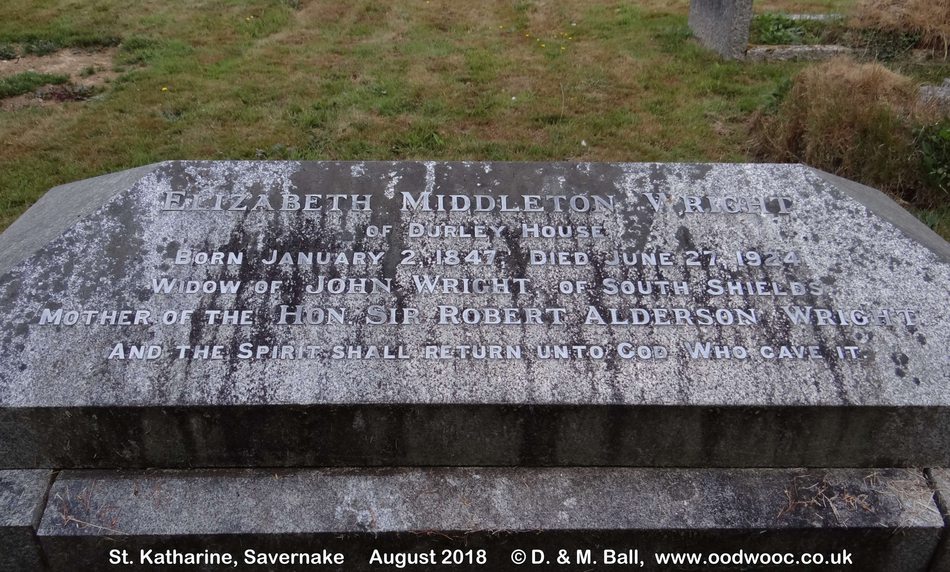 ELIZABETH MIDDLETON WRIGHT
OF DURLEY HOUSE
BORN JANUARY 2, 1847. DIED JUNE 27, 1924.
WIDOW OF JOHN WRIGHT OF SOUTH SHIELDS.
MOTHER OF THE HON. SIR ROBERT ALDERSON WRIGHT
AND THE SPIRIT SHALL RETURN UNTO GOD WHO GAVE IT.
St. Katharine, Savernake August 2018 © D. & M. Ball, www.oodwooc.co.uk